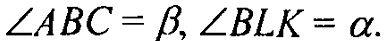 ∠ABC = β, ∠BLK = α.